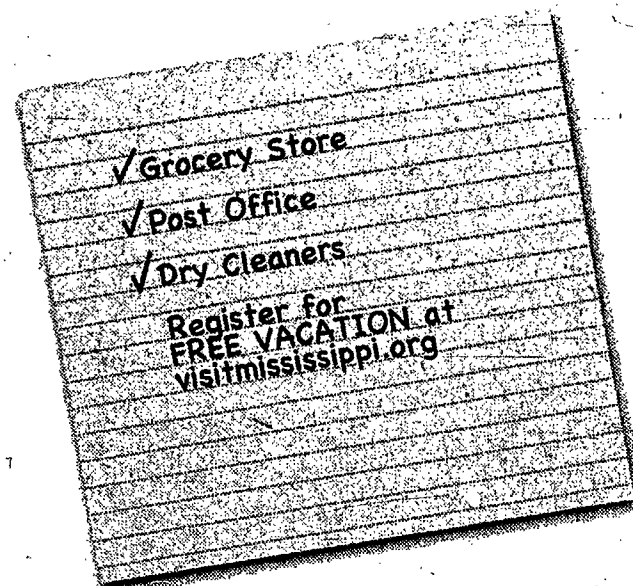 ✓Grocery Store
✓Post Office
✓Dry Cleaners
Register for
FREE VACATION at
visitmississippi.org